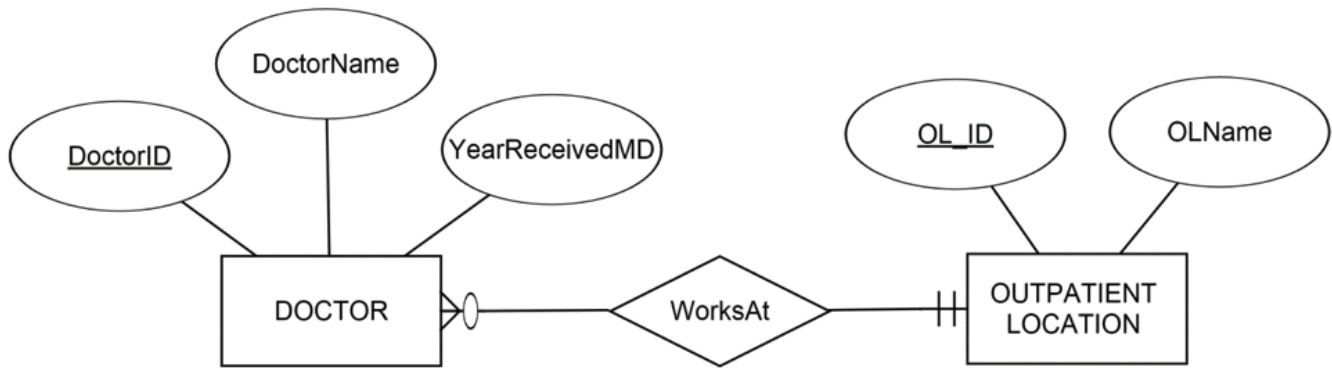 DoctorName
DoctorID
YearReceivedMD
OL_ID
OLName
DOCTOR
WorksAt
OUTPATIENT
LOCATION